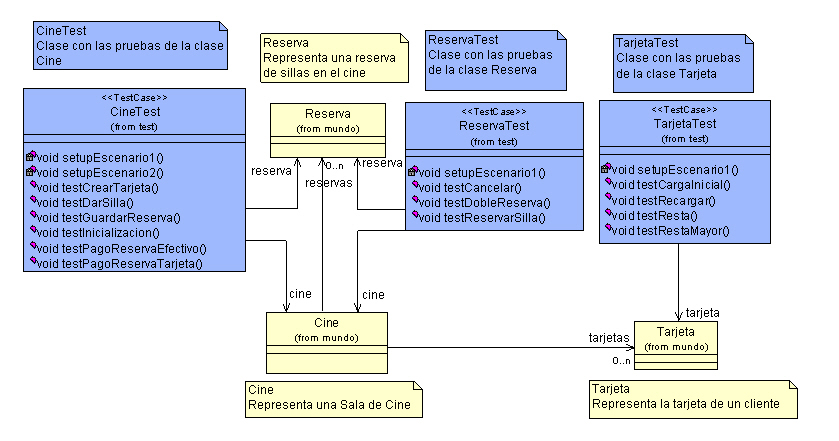 CineTest
Clase con las pruebas de la clase
Cine
Reserva
Representa una reserva
de sillas en el cine
ReservaTest
Clase con las pruebas
de la clase Reserva
TarjetaTest
Clase con las pruebas
de la clase Tarjeta
<<TestCase>>
CineTest
(from test)
void setupEscenario1()
void setupEscenario2()
void testCrearTarjeta()
void testDarSilla()
void testGuardarReserva()
void testInicializacion()
void testPagoReservaEfectivo()
void testPagoReservaTarjeta()
Reserva
(from mundo)
<<TestCase>>
ReservaTest
(from test)
void setupEscenario1()
void testCancelar()
void testDobleReserva()
void testReservarSilla()
<<TestCase>>
TarjetaTest
(from test)
void setupEscenario1()
void testCargaInicial()
void testRecargar()
void testResta()
void testRestaMayor()
reserva
0..n
reservas
reserva
cine
cine
tarjeta
Cine
(from mundo)
tarjetas
0..n
Tarjeta
(from mundo)
Cine
Representa una Sala de Cine
Tarjeta
Representa la tarjeta de un cliente